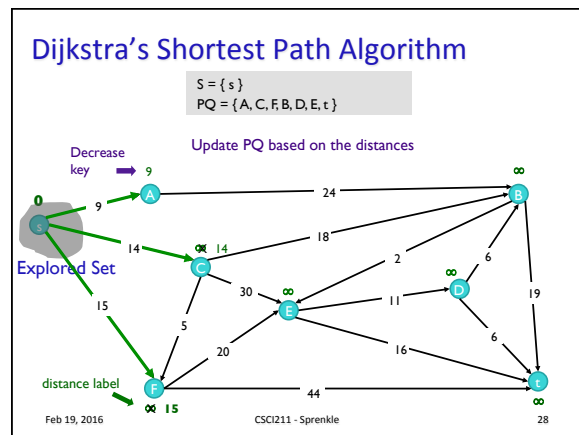 Dijkstra's Shortest Path Algorithm
S = { s }
PQ = { A, C, F, B, D, E, t }
Update PQ based on the distances
Decrease
key
9
∞
0
A
24
B
9
s
18
∞ 14
14
C
2
∞
6
Explored Set
30
∞
D
19
15
E
11
5
20
16
6
distance label
F
44
t
∞ 15
∞
Feb 19, 2016
CSCI211 - Sprenkle
28